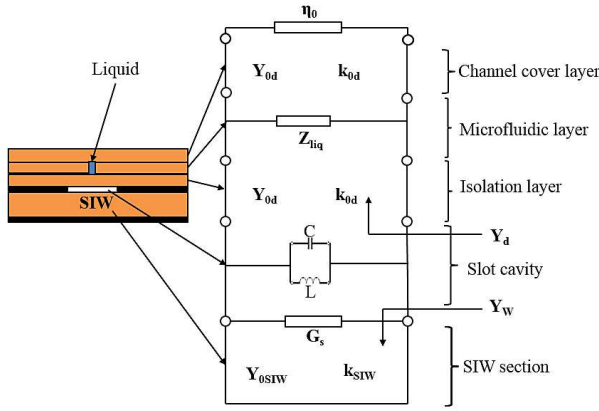 η0
Liquid
Y0d
k0d
Channel cover layer
Zliq
Microfluidic layer
Y0d
k0d
Isolation layer
SIW
Yd
C
L
Slot cavity
YW
Gs
Y0SIW
kSIW
SIW section